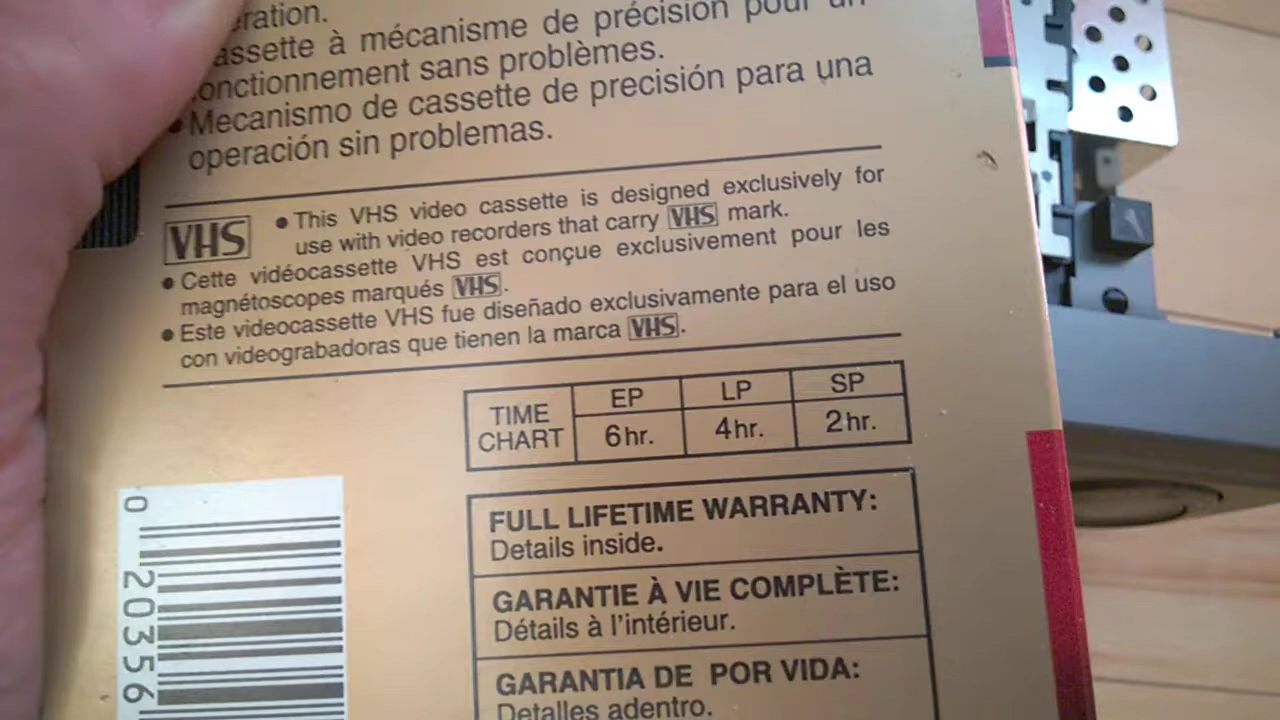 ration.
assette à mécanisme de précision pour un
onctionnement sans problèmes.
• Mecanismo de cassette de precisión para una
operación sin problemas.
VHS
• This VHS video cassette is designed exclusively for
use with video recorders that carry VHS mark.
• Cette vidéocassette VHS est conçue exclusivement pour les
magnétoscopes marqués VHS.
• Este videocassette VHS fue diseñado exclusivamente para el uso
con videograbadoras que tienen la marca VHS.
TIME CHART EP LP SP
6hr. 4hr. 2hr.
FULL LIFETIME WARRANTY:
Details inside.
GARANTIE À VIE COMPLÈTE:
Détails à l'intérieur.
GARANTIA DE POR VIDA:
Detalles adentro.
0 20356